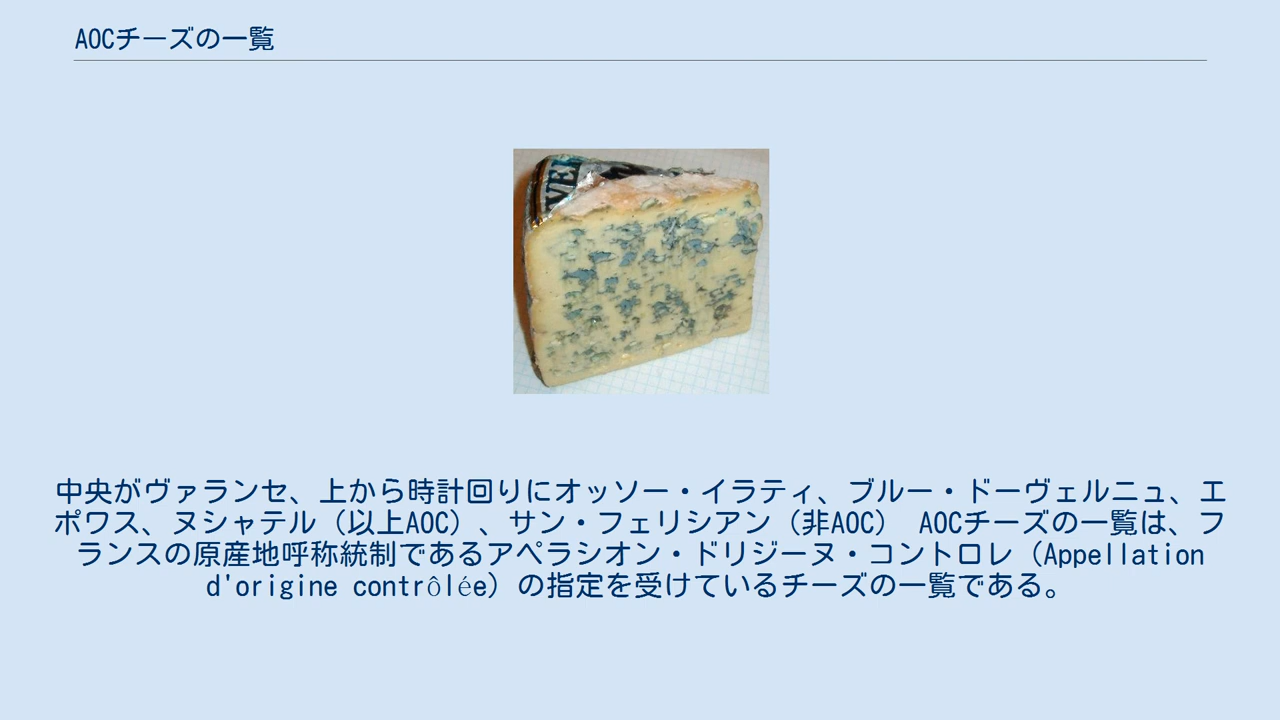 AOCチーズの一覧
VE
中央がヴァランセ、上から時計回りにオッソー・イラティ、ブルー・ドーヴェルニュ、エ
ポワス、ヌシャテル（以上AOC）、サン・フェリシアン（非AOC） AOCチーズの一覧は、フ
ランスの原産地呼称統制であるアペラシオン・ドリジーヌ・コントロレ（Appellation
d'origine contrôlée）の指定を受けているチーズの一覧である。